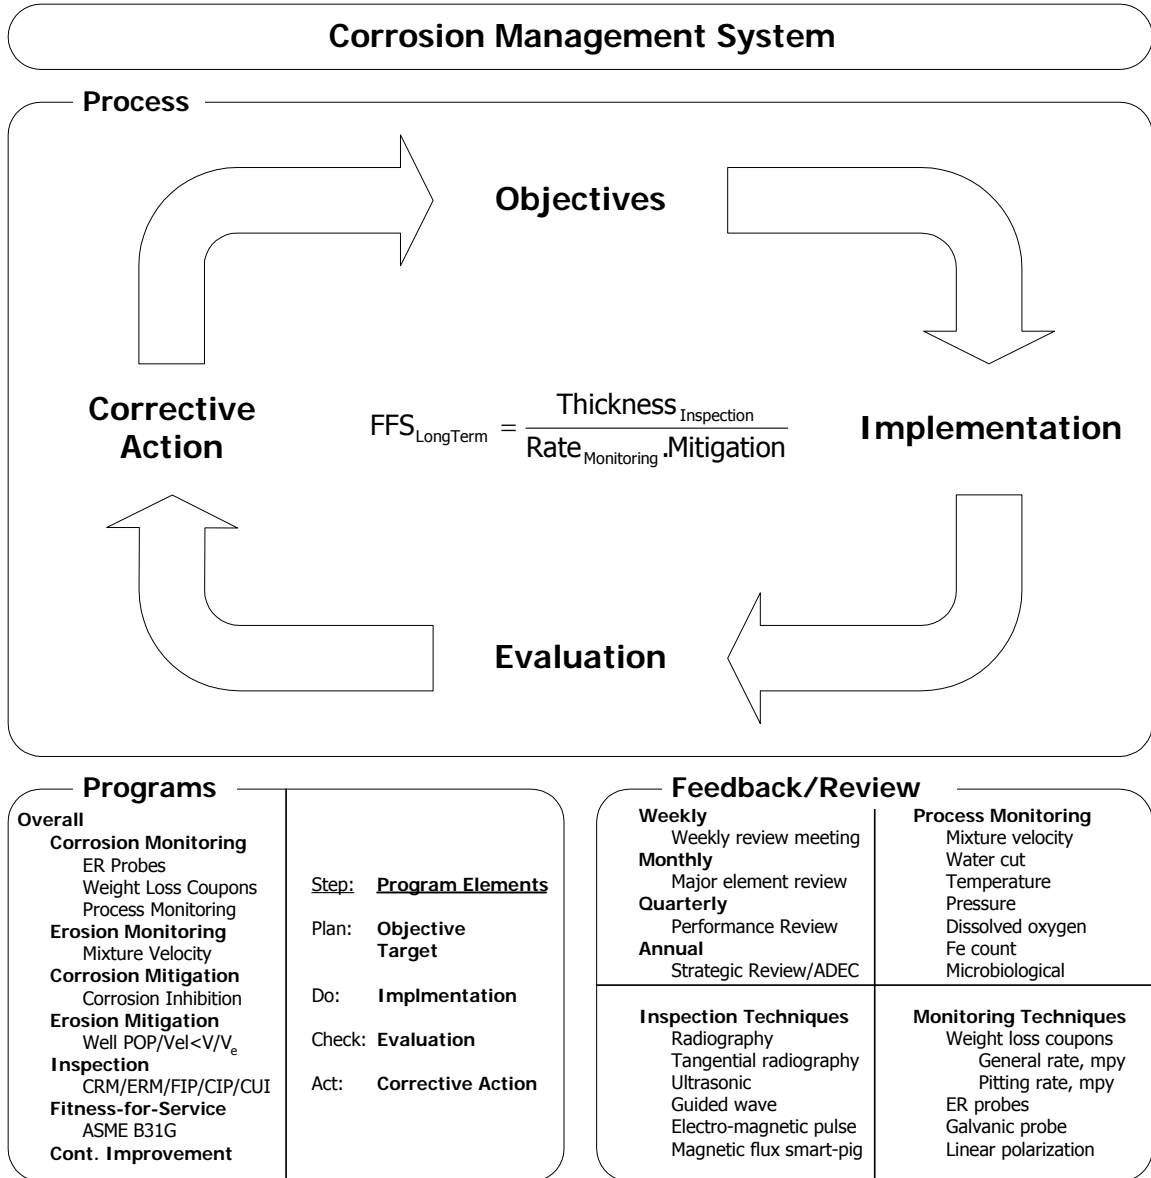 Corrosion Management System
Process
Objectives
Corrective
Action
FFS_LongTerm = Thickness_Inspection / Rate_Monitoring .Mitigation
Implementation
Evaluation
Programs
Overall
Corrosion Monitoring
ER Probes
Weight Loss Coupons
Process Monitoring
Erosion Monitoring
Mixture Velocity
Corrosion Mitigation
Corrosion Inhibition
Erosion Mitigation
Well POP/Vel<V/V_e
Inspection
CRM/ERM/FIP/CIP/CUI
Fitness-for-Service
ASME B31G
Cont. Improvement
Step: Program Elements
Plan: Objective
Target
Do: Implmentation
Check: Evaluation
Act: Corrective Action
Feedback/Review
Weekly
Weekly review meeting
Monthly
Major element review
Quarterly
Performance Review
Annual
Strategic Review/ADEC
Process Monitoring
Mixture velocity
Water cut
Temperature
Pressure
Dissolved oxygen
Fe count
Microbiological
Inspection Techniques
Radiography
Tangential radiography
Ultrasonic
Guided wave
Electro-magnetic pulse
Magnetic flux smart-pig
Monitoring Techniques
Weight loss coupons
General rate, mpy
Pitting rate, mpy
ER probes
Galvanic probe
Linear polarization